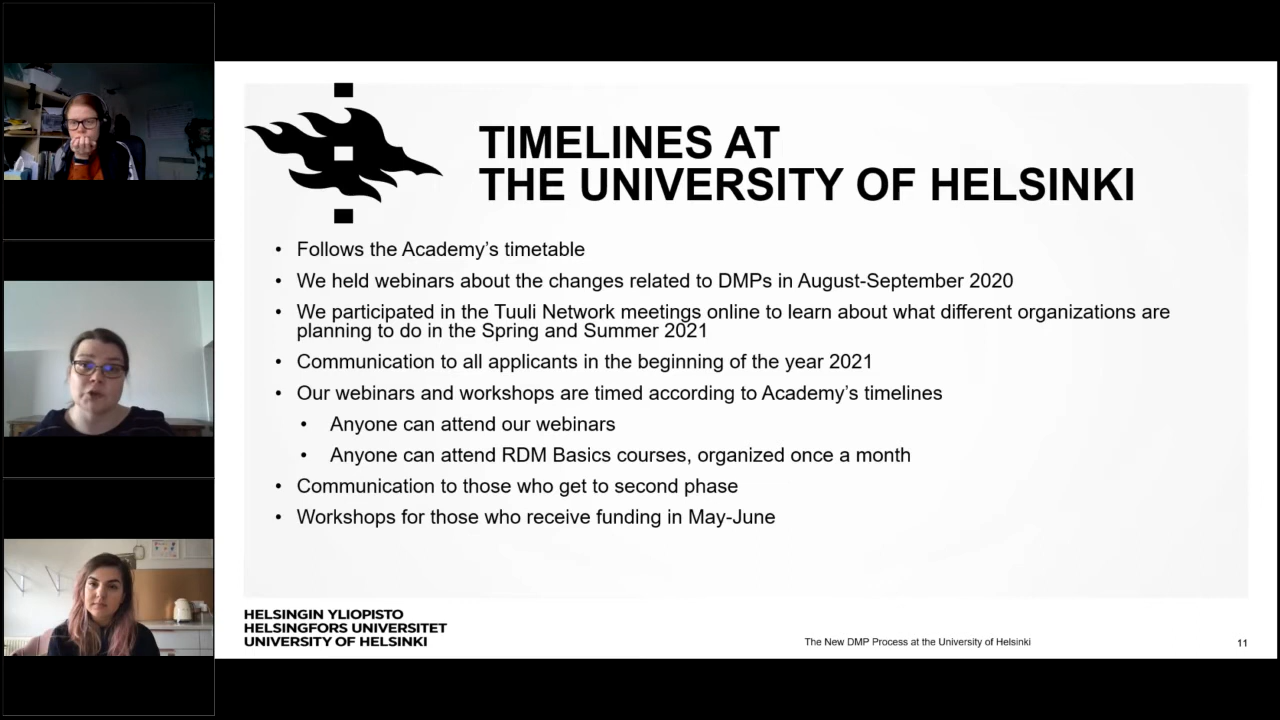 TIMELINES AT
THE UNIVERSITY OF HELSINKI
• Follows the Academy’s timetable
• We held webinars about the changes related to DMPs in August-September 2020
• We participated in the Tuuli Network meetings online to learn about what different organizations are
planning to do in the Spring and Summer 2021
• Communication to all applicants in the beginning of the year 2021
• Our webinars and workshops are timed according to Academy’s timelines
• Anyone can attend our webinars
• Anyone can attend RDM Basics courses, organized once a month
• Communication to those who get to second phase
• Workshops for those who receive funding in May-June
HELSINGIN YLIOPISTO
HELSINGFORS UNIVERSITET
UNIVERSITY OF HELSINKI
The New DMP Process at the University of Helsinki
11